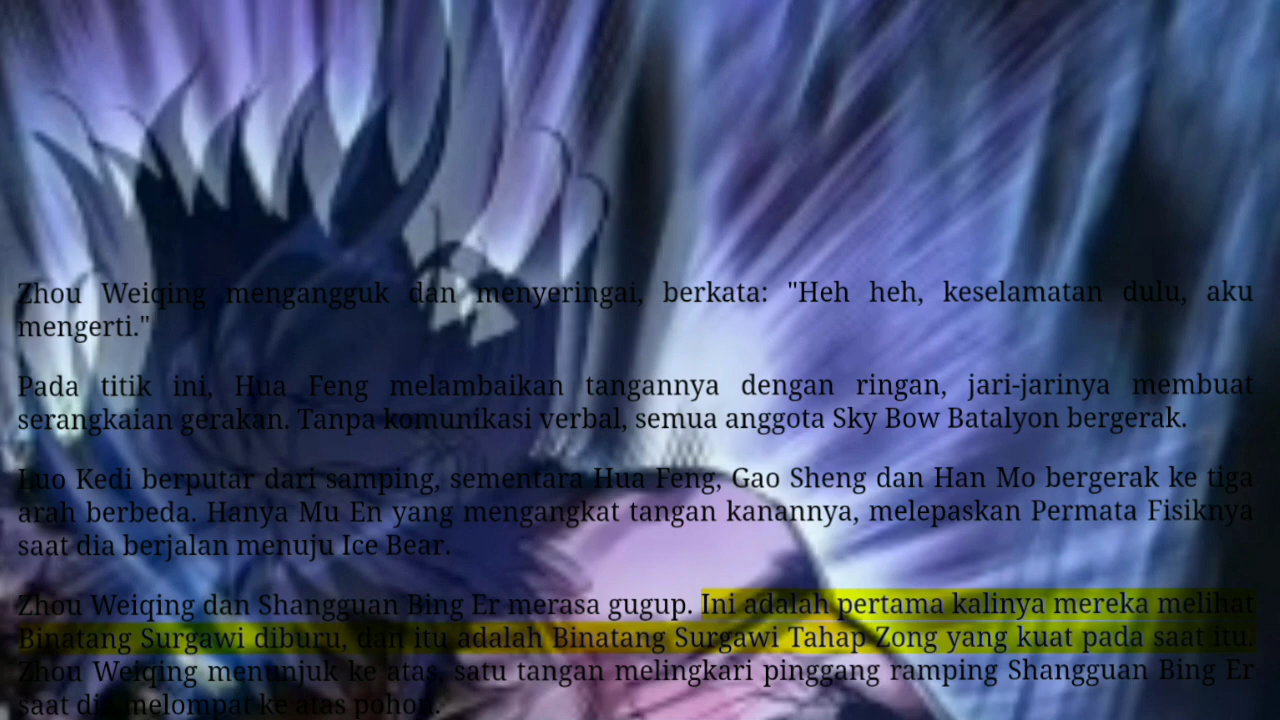 Zhou Weiqing mengangguk dan menyeringai, berkata: "Heh heh, keselamatan dulu, aku
mengerti."
Pada titik ini, Hua Feng melambaikan tangannya dengan ringan, jari-jarinya membuat
serangkaian gerakan. Tanpa komunikasi verbal, semua anggota Sky Bow Batalyon bergerak.
Luo Kedi berputar dari samping, sementara Hua Feng, Gao Sheng dan Han Mo bergerak ke tiga
arah berbeda. Hanya Mu En yang mengangkat tangan kanannya, melepaskan Permata Fisiknya
saat dia berjalan menuju Ice Bear.
Zhou Weiqing dan Shangguan Bing Er merasa gugup. Ini adalah pertama kalinya mereka melihat
Binatang Surgawi diburu, dan itu adalah Binatang Surgawi Tahap Zong yang kuat pada saat itu.
Zhou Weiqing menunjuk ke atas, satu tangan melingkari pinggang ramping Shangguan Bing Er
saat dia melompat ke atas pohon.